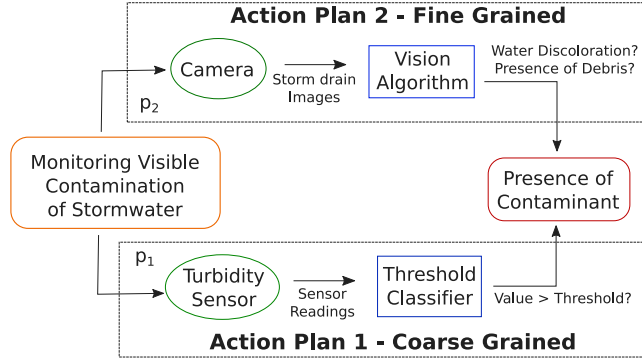 Action Plan 2 - Fine Grained
Camera
Storm drain
Images
Vision
Algorithm
Water Discoloration?
Presence of Debris?
p2
Monitoring Visible
Contamination
of Stormwater
Presence of
Contaminant
p1
Turbidity
Sensor
Sensor
Readings
Threshold
Classifier
Value > Threshold?
Action Plan 1 - Coarse Grained